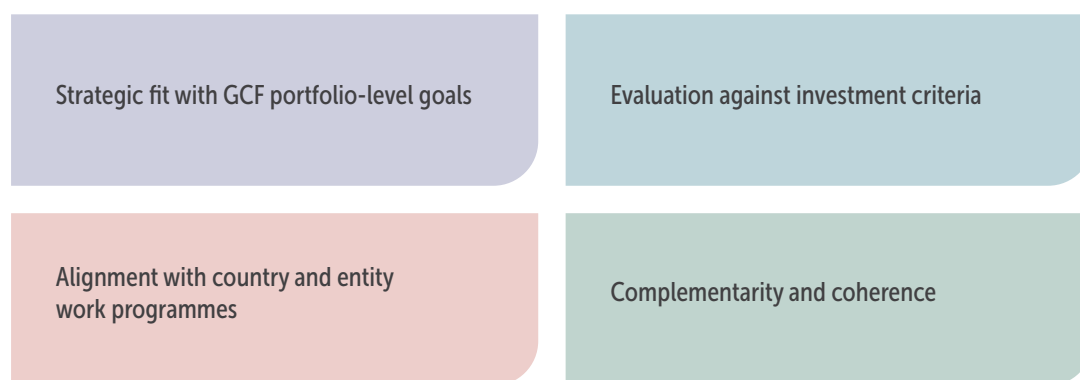 Strategic fit with GCF portfolio-level goals
Evaluation against investment criteria
Alignment with country and entity
work programmes
Complementarity and coherence